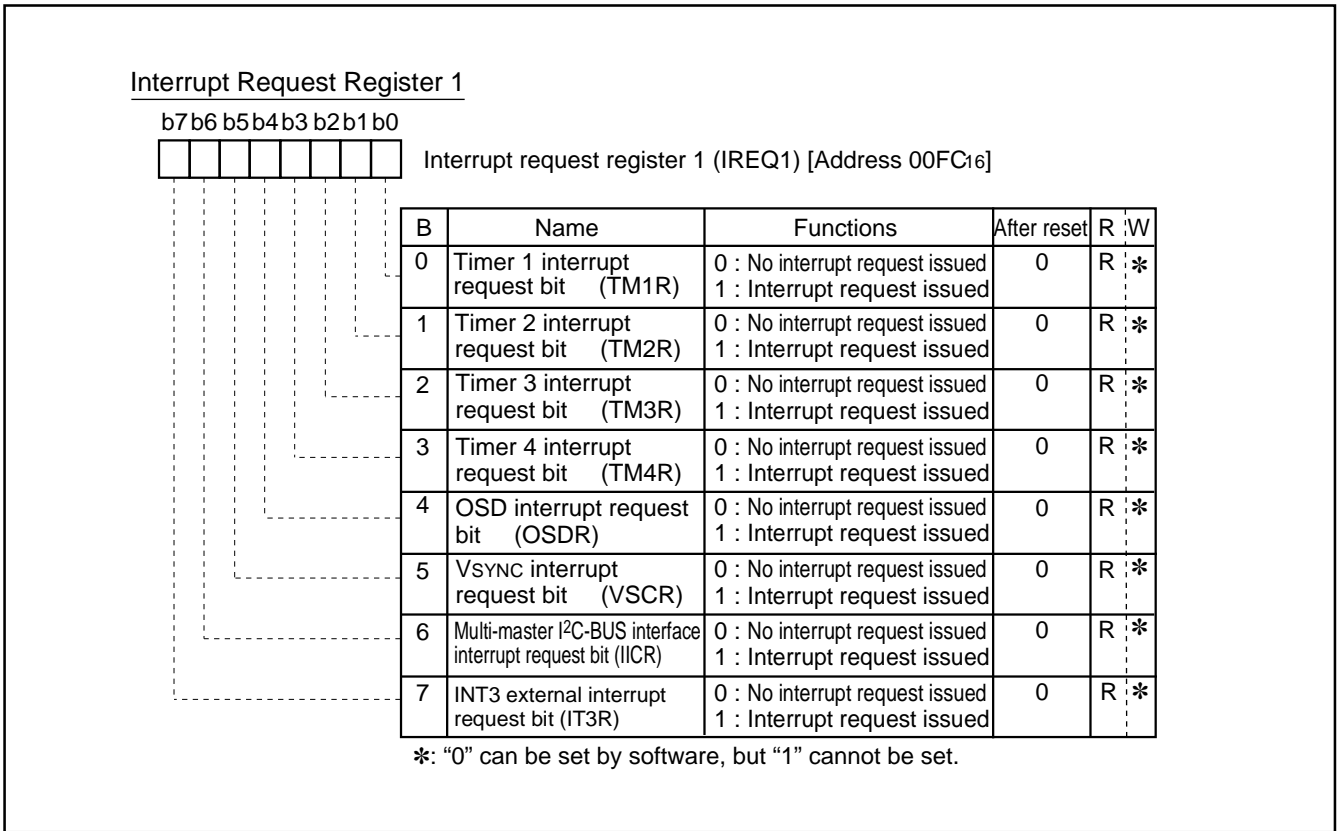 Interrupt Request Register 1
b7 b6 b5 b4 b3 b2 b1 b0
Interrupt request register 1 (IREQ1) [Address 00FC16]
B Name Functions After reset R W
0 Timer 1 interrupt request bit (TM1R) 0 : No interrupt request issued 1 : Interrupt request issued 0 R ✻
1 Timer 2 interrupt request bit (TM2R) 0 : No interrupt request issued 1 : Interrupt request issued 0 R ✻
2 Timer 3 interrupt request bit (TM3R) 0 : No interrupt request issued 1 : Interrupt request issued 0 R ✻
3 Timer 4 interrupt request bit (TM4R) 0 : No interrupt request issued 1 : Interrupt request issued 0 R ✻
4 OSD interrupt request bit (OSDR) 0 : No interrupt request issued 1 : Interrupt request issued 0 R ✻
5 VSYNC interrupt request bit (VSCR) 0 : No interrupt request issued 1 : Interrupt request issued 0 R ✻
6 Multi-master I2C-BUS interface interrupt request bit (IICR) 0 : No interrupt request issued 1 : Interrupt request issued 0 R ✻
7 INT3 external interrupt request bit (IT3R) 0 : No interrupt request issued 1 : Interrupt request issued 0 R ✻
✻: “0” can be set by software, but “1” cannot be set.